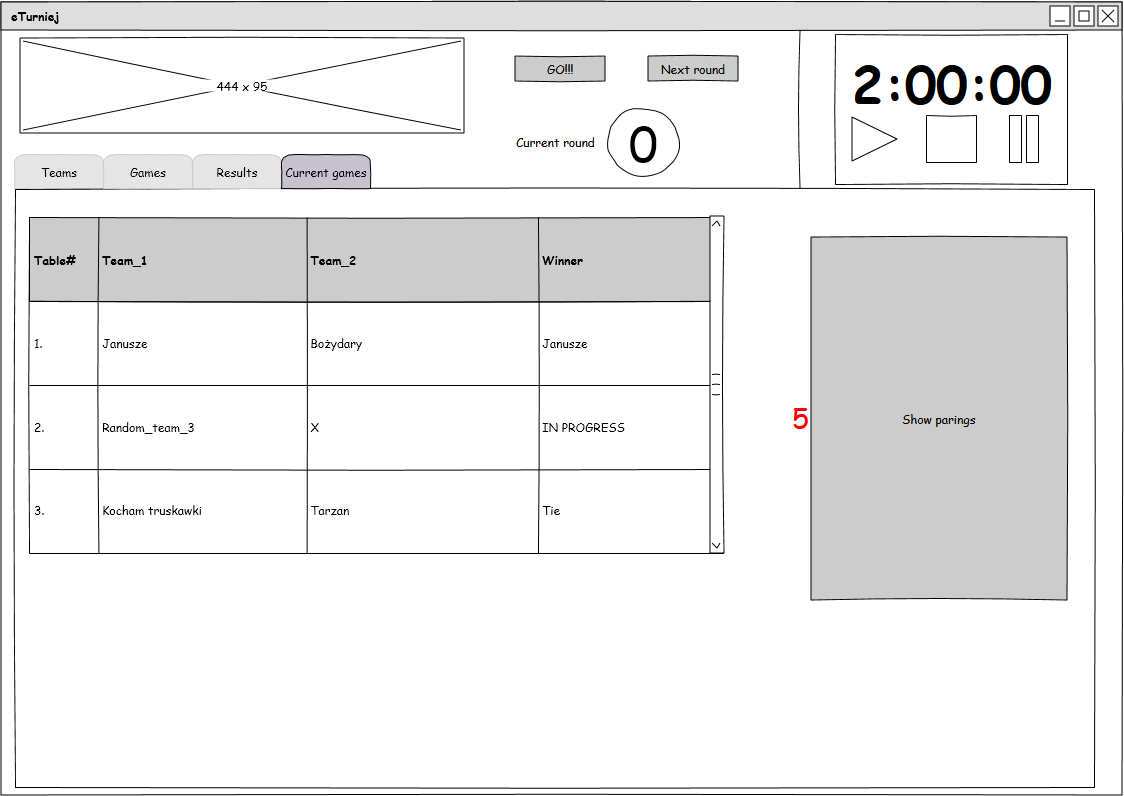 eTurniej
444 x 95
GO!!!
Next round
2:00:00
Current round
0
Teams
Games
Results
Current games
Table# Team_1 Team_2 Winner
1. Janusze Bożydary Janusze
2. Random_team_3 X IN PROGRESS
3. Kocham truskawki Tarzan Tie
5
Show parings